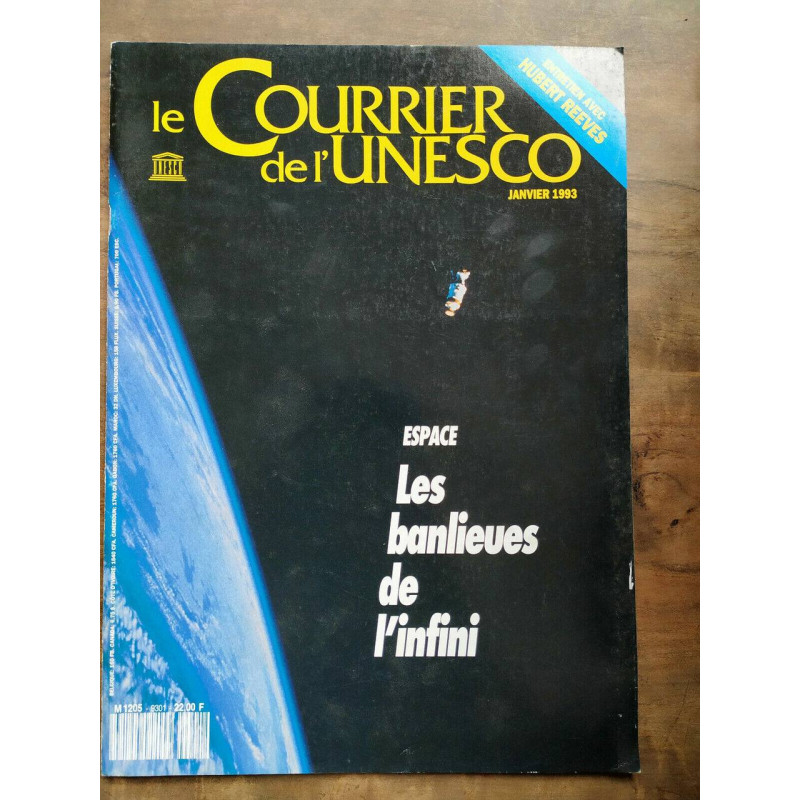 ENTRETIEN AVEC
HUBERT REEVES
le COURRIER
de l'UNESCO
UNESCO
JANVIER 1993
ESPACE
Les
banlieues
de
l'infini
M 1205 - 9301 - 22,00 F